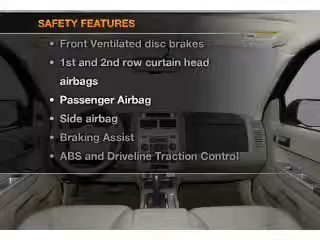 SAFETY FEATURES
• Front Ventilated disc brakes
• 1st and 2nd row curtain head
airbags
• Passenger Airbag
• Side airbag
• Braking Assist
• ABS and Driveline Traction Control